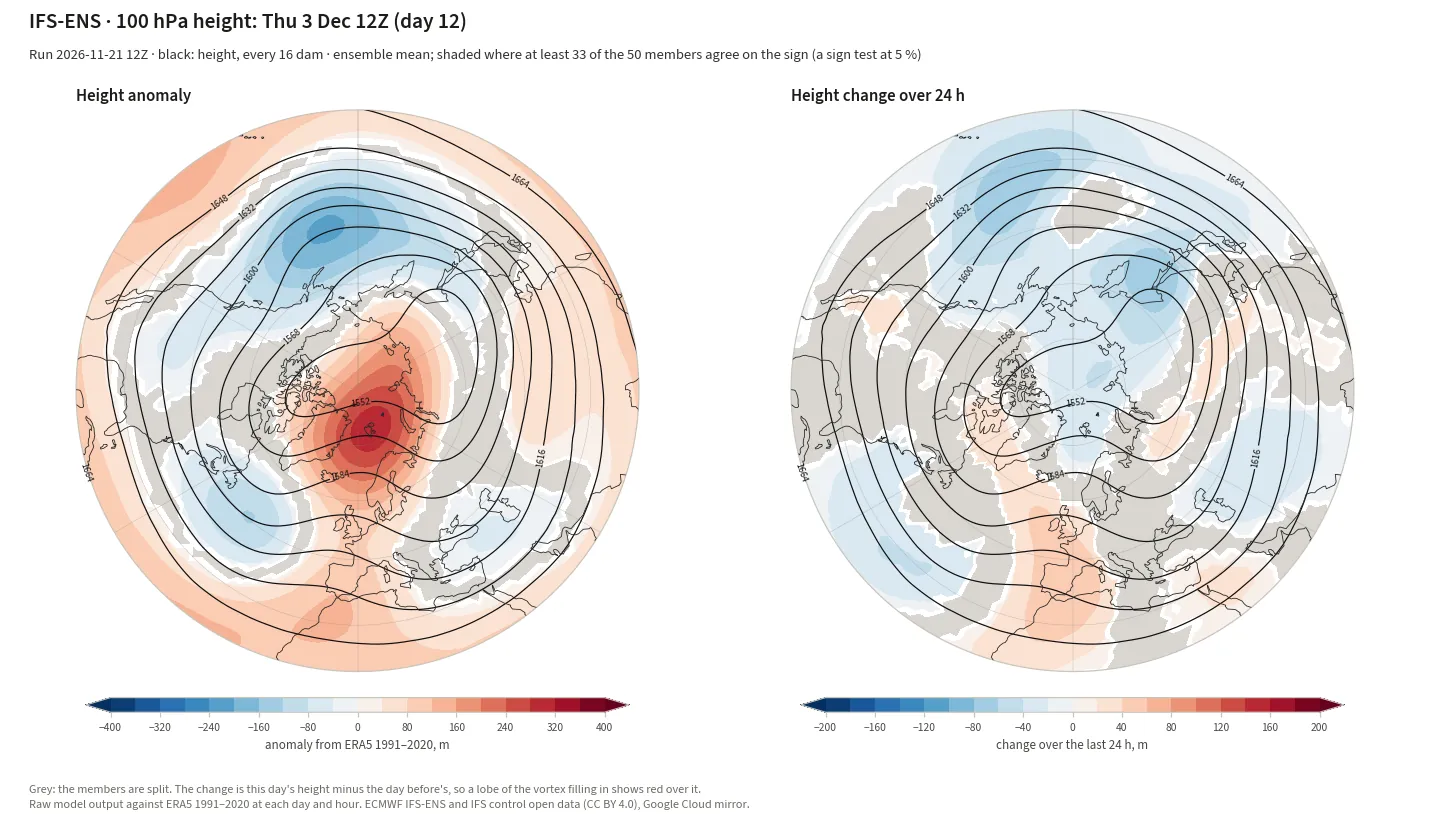 IFS-ENS · 100 hPa height: Thu 3 Dec 12Z (day 12)
Run 2026-11-21 12Z · black: height, every 16 dam · ensemble mean; shaded where at least 33 of the 50 members agree on the sign (a sign test at 5 %)
Height anomaly
Height change over 24 h
1664
1648
1632
1600
1568
1552
1584
1616
1664
1664
1648
1632
1600
1568
1552
1584
1616
1664
−400 −320 −240 −160 −80 0 80 160 240 320 400
anomaly from ERA5 1991–2020, m
−200 −160 −120 −80 −40 0 40 80 120 160 200
change over the last 24 h, m
Grey: the members are split. The change is this day's height minus the day before's, so a lobe of the vortex filling in shows red over it.
Raw model output against ERA5 1991–2020 at each day and hour. ECMWF IFS-ENS and IFS control open data (CC BY 4.0), Google Cloud mirror.